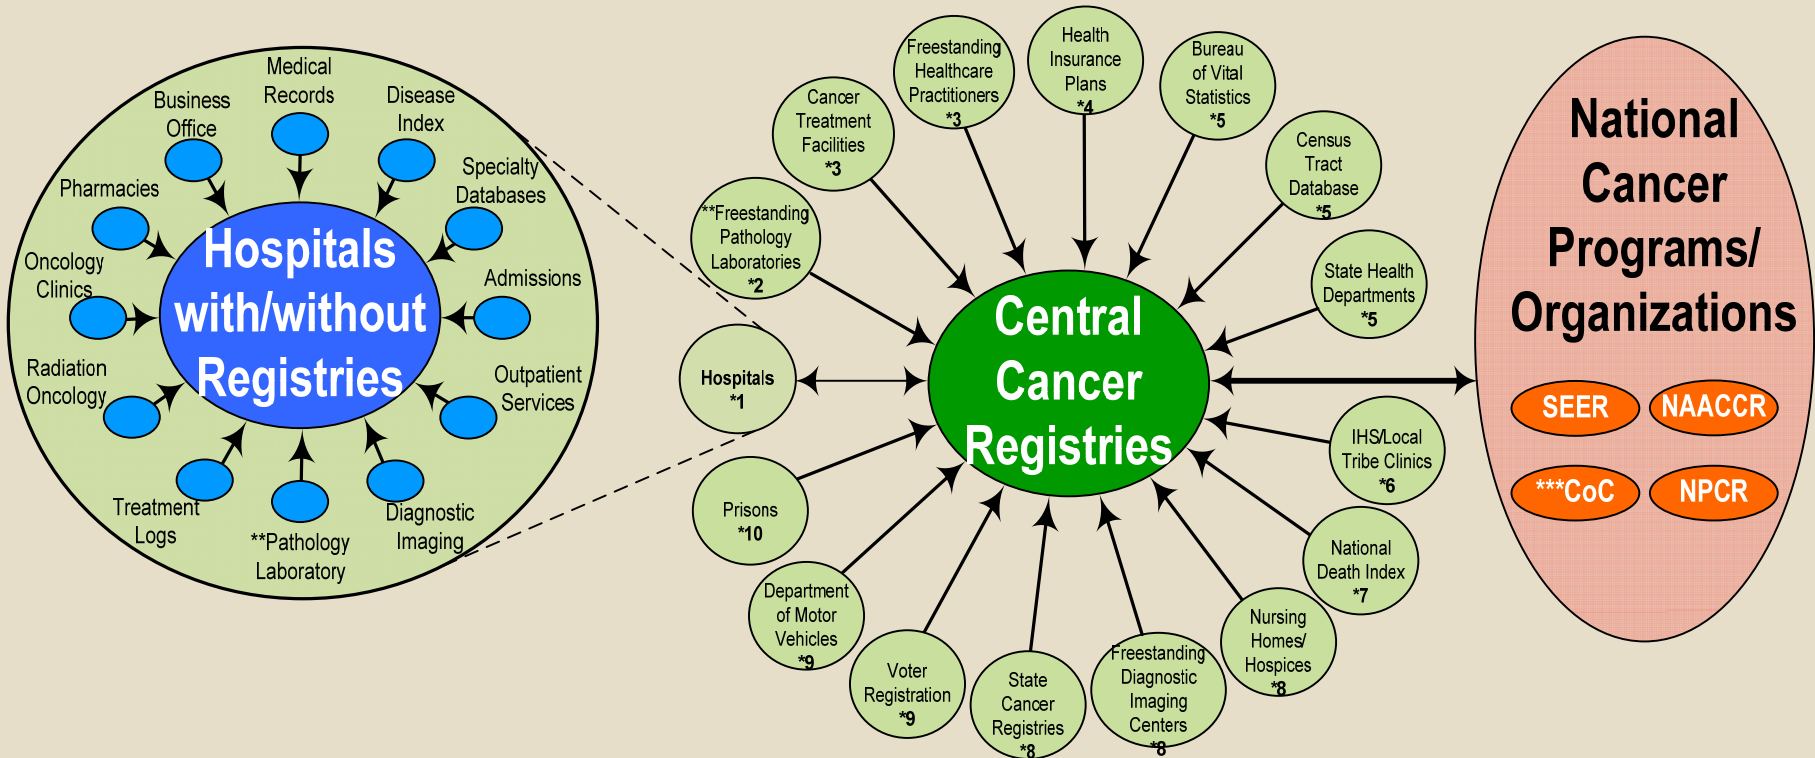 Medical
Records
Business
Office
Disease
Index
Pharmacies
Specialty
Databases
Oncology
Clinics
Admissions
Radiation
Oncology
Outpatient
Services
Treatment
Logs
**Pathology
Laboratory
Diagnostic
Imaging
Hospitals
with/without
Registries
Hospitals
*1
**Freestanding
Pathology
Laboratories
*2
Cancer
Treatment
Facilities
*3
Freestanding
Healthcare
Practitioners
*3
Health
Insurance
Plans
*4
Bureau
of Vital
Statistics
*5
Census
Tract
Database
*5
State Health
Departments
*5
Central
Cancer
Registries
IHS/Local
Tribe Clinics
*6
National
Death Index
*7
Nursing
Homes/
Hospices
*8
Freestanding
Diagnostic
Imaging
Centers
*8
State
Cancer
Registries
*8
Voter
Registration
*9
Department
of Motor
Vehicles
*9
Prisons
*10
National
Cancer
Programs/
Organizations
SEER
NAACCR
***CoC
NPCR